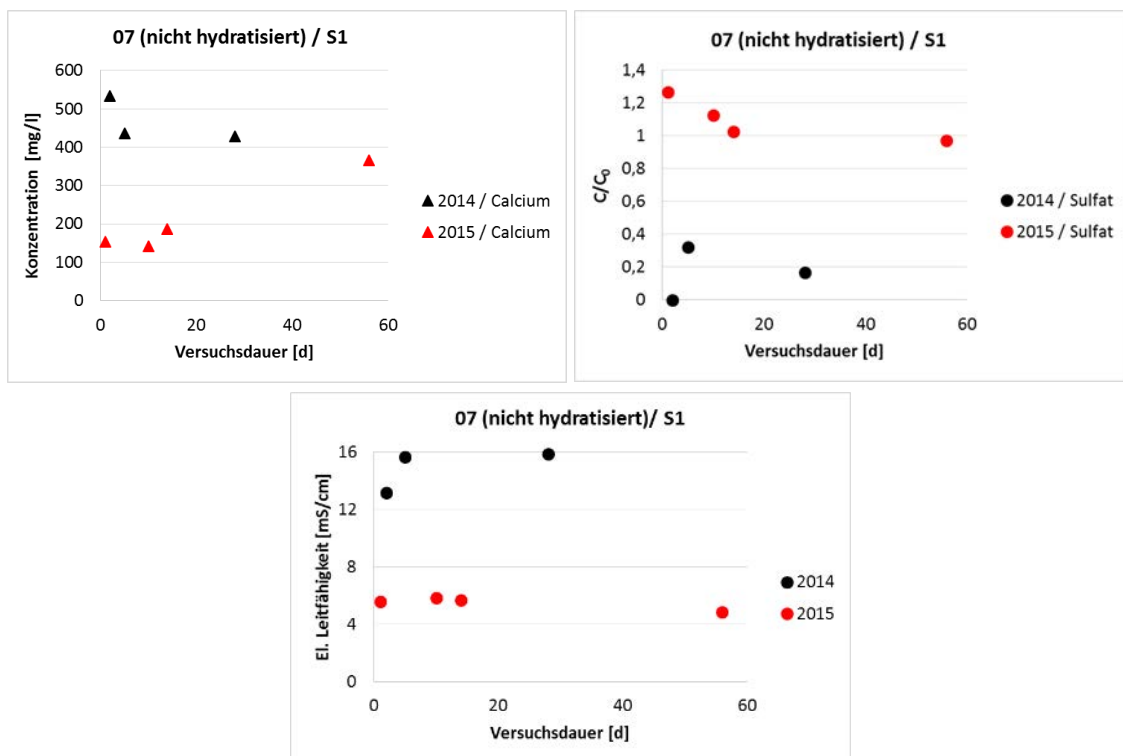 07 (nicht hydratisiert) / S1
600
500
400
300
200
100
0
Konzentration [mg/l]
0 20 40 60
Versuchsdauer [d]
2014 / Calcium
2015 / Calcium
07 (nicht hydratisiert) / S1
1,4
1,2
1
0,8
0,6
0,4
0,2
0
C/C₀
0 20 40 60
Versuchsdauer [d]
2014 / Sulfat
2015 / Sulfat
07 (nicht hydratisiert)/ S1
16
12
8
4
0
El. Leitfähigkeit [mS/cm]
0 20 40 60
Versuchsdauer [d]
2014
2015